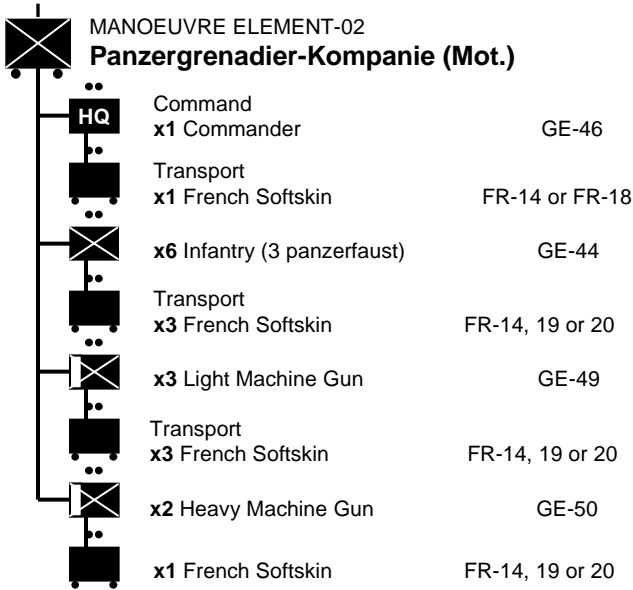 MANOEUVRE ELEMENT-02
Panzergrenadier-Kompanie (Mot.)
HQ
Command
x1 Commander GE-46
Transport
x1 French Softskin FR-14 or FR-18
x6 Infantry (3 panzerfaust) GE-44
Transport
x3 French Softskin FR-14, 19 or 20
x3 Light Machine Gun GE-49
Transport
x3 French Softskin FR-14, 19 or 20
x2 Heavy Machine Gun GE-50
x1 French Softskin FR-14, 19 or 20